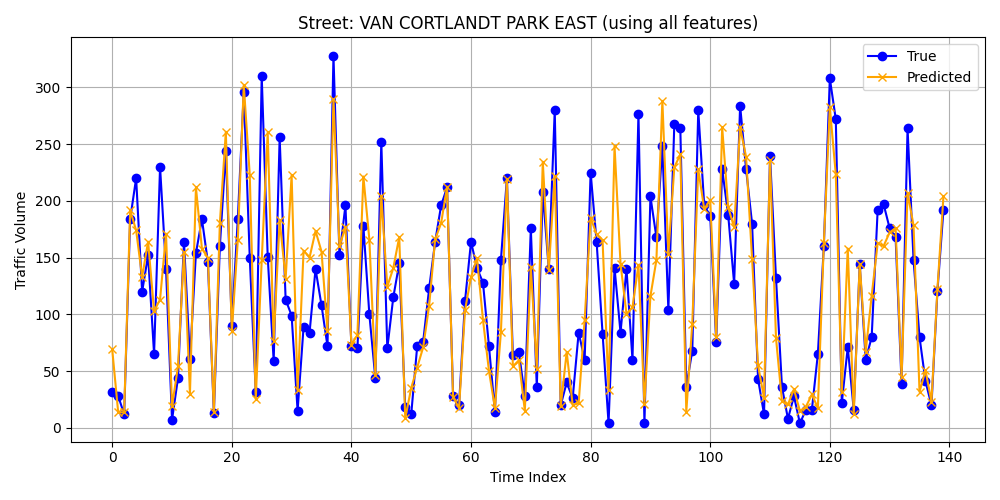 Street: VAN CORTLANDT PARK EAST (using all features)
True
Predicted
Traffic Volume
300
250
200
150
100
50
0
0 20 40 60 80 100 120 140
Time Index